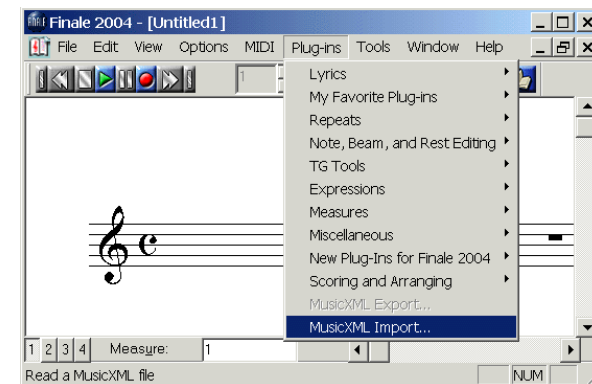 Finale 2004 - [Untitled1]
File Edit View Options MIDI Plug-ins Tools Window Help
1
Lyrics
My Favorite Plug-ins
Repeats
Note, Beam, and Rest Editing
TG Tools
Expressions
Measures
Miscellaneous
New Plug-Ins for Finale 2004
Scoring and Arranging
MusicXML Export...
MusicXML Import...
1 2 3 4 Measure: 1
Read a MusicXML file NUM